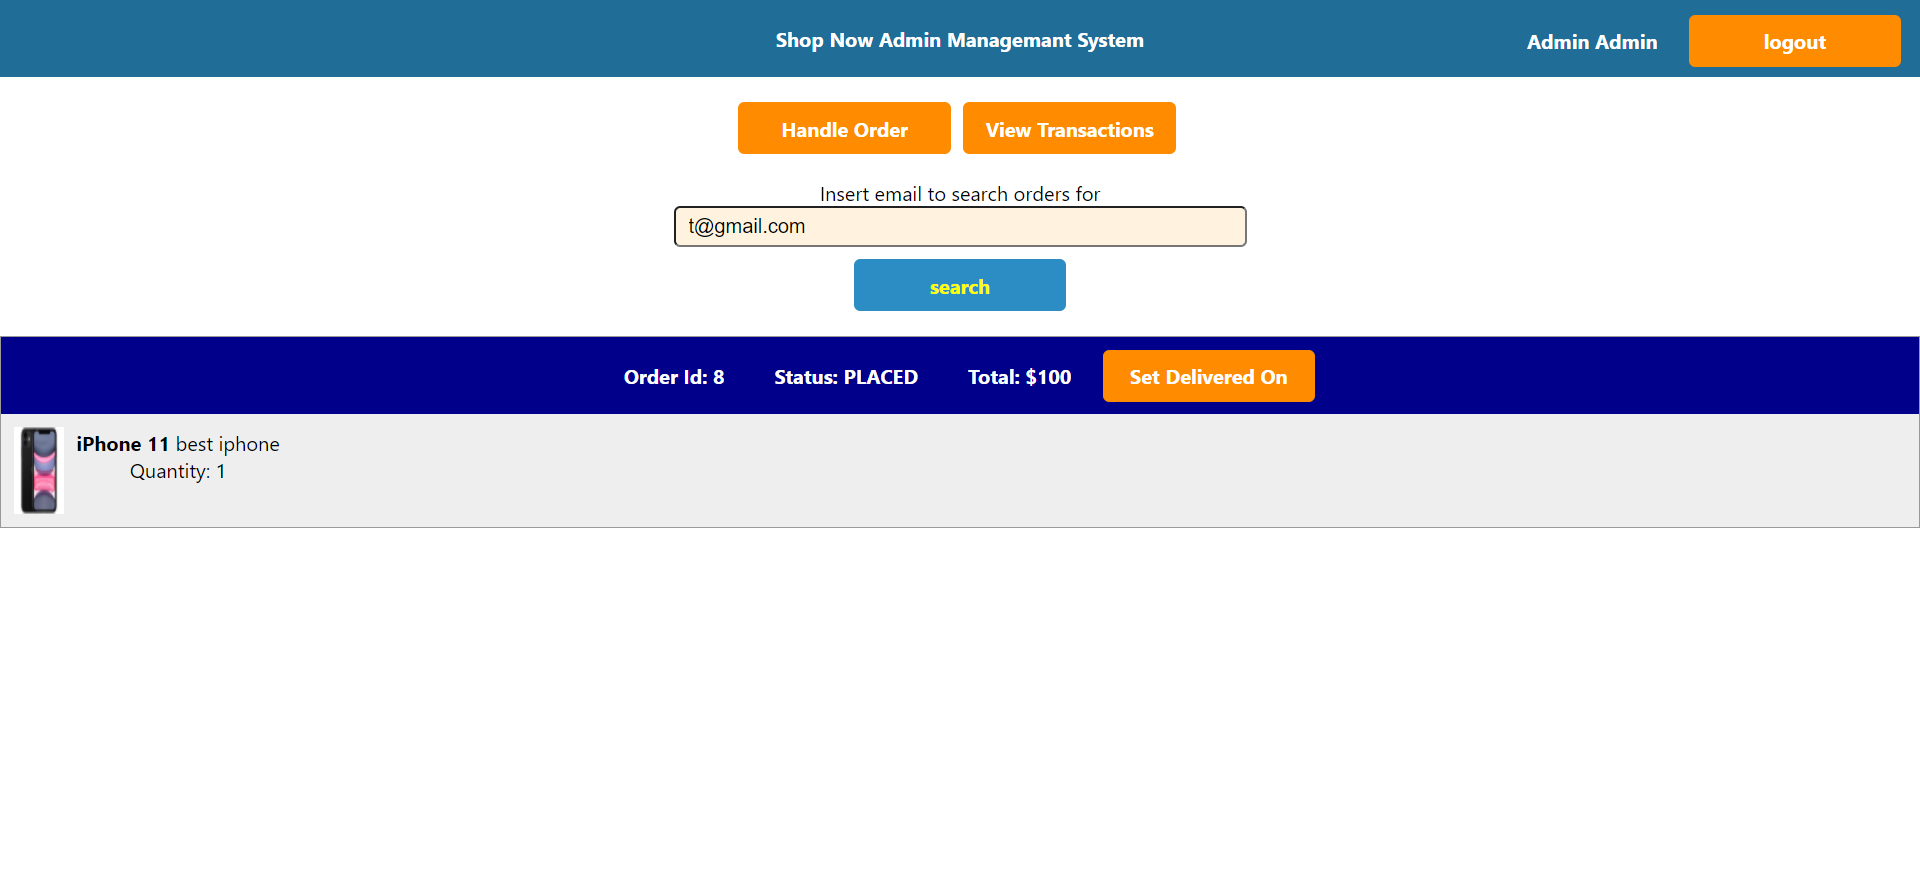 Shop Now Admin Managemant System
Admin Admin
logout
Handle Order
View Transactions
Insert email to search orders for
t@gmail.com
search
Order Id: 8
Status: PLACED
Total: $100
Set Delivered On
iPhone 11 best iphone
Quantity: 1